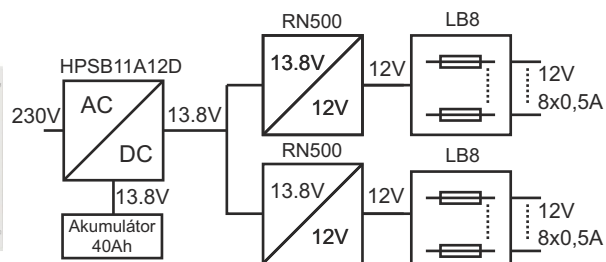 HPSB11A12D
230V
AC
DC
13.8V
13.8V
Akumulátor
40Ah
RN500
13.8V
12V
12V
LB8
12V
8x0,5A
RN500
13.8V
12V
12V
LB8
12V
8x0,5A